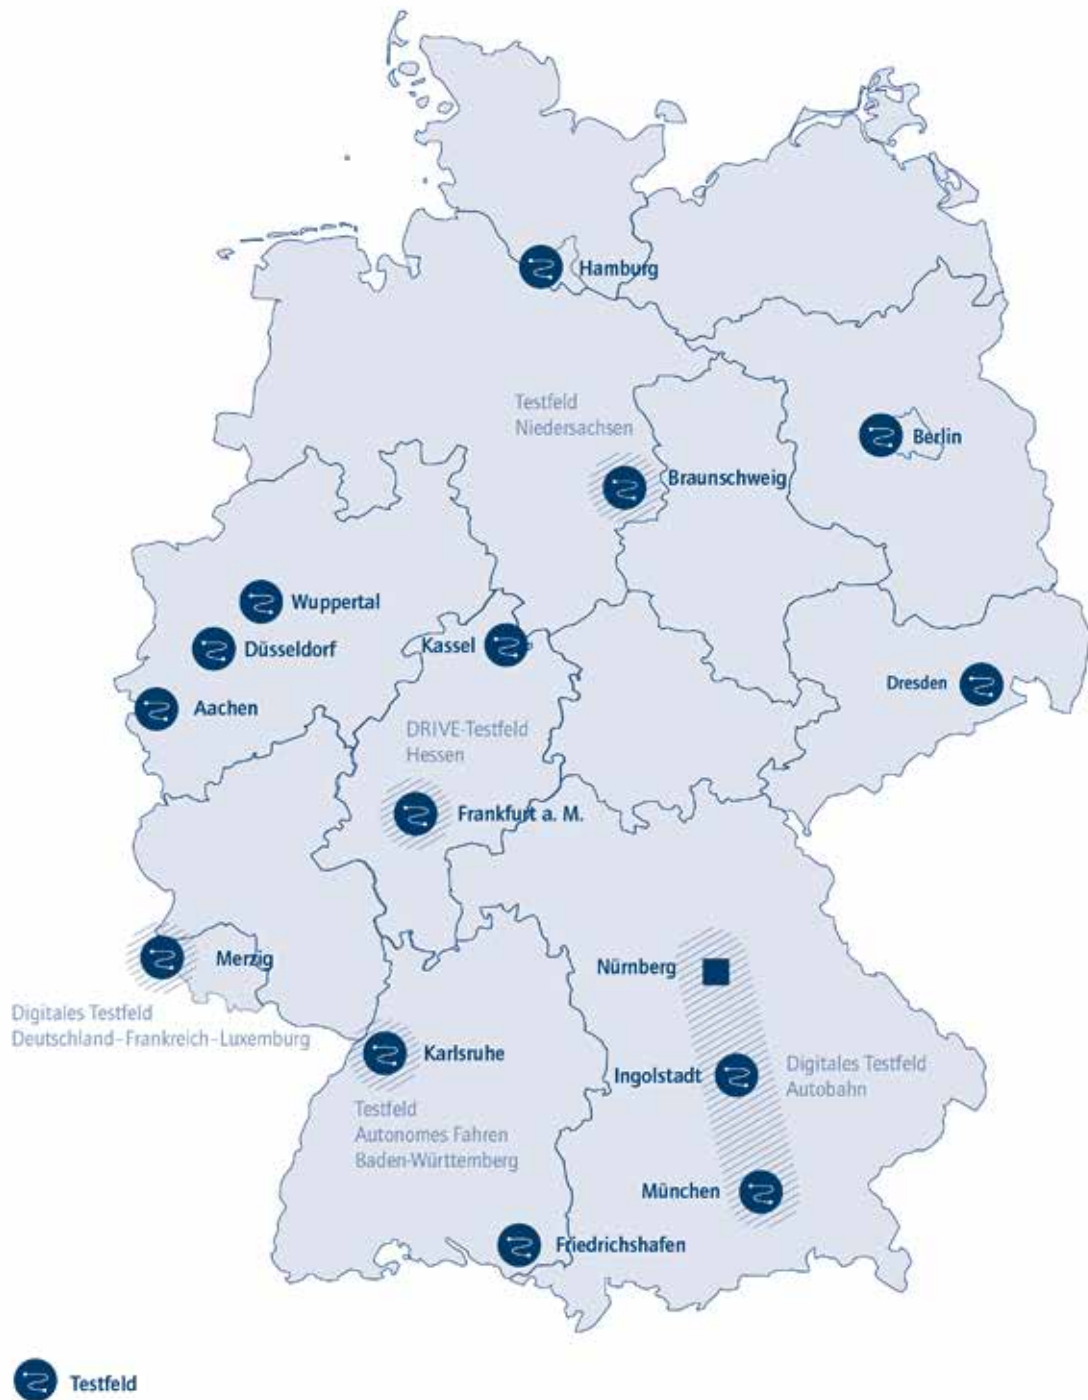 Hamburg
Testfeld
Niedersachsen
Berlin
Braunschweig
Wuppertal
Düsseldorf
Kassel
Aachen
Dresden
DRIVE-Testfeld
Hessen
Frankfurt a. M.
Merzig
Nürnberg
Digitales Testfeld
Deutschland–Frankreich–Luxemburg
Karlsruhe
Ingolstadt
Digitales Testfeld
Autobahn
Testfeld
Autonomes Fahren
Baden-Württemberg
München
Friedrichshafen
Testfeld